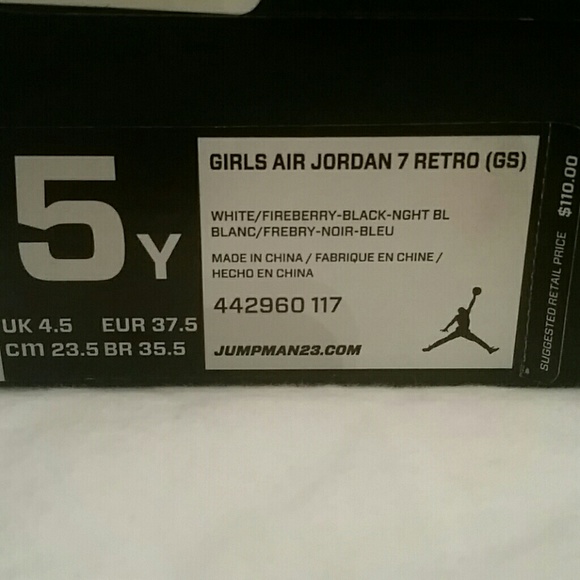 5Y
UK 4.5 EUR 37.5
cm 23.5 BR 35.5
GIRLS AIR JORDAN 7 RETRO (GS)
WHITE/FIREBERRY-BLACK-NGHT BL
BLANC/FREBRY-NOIR-BLEU
MADE IN CHINA / FABRIQUE EN CHINE /
HECHO EN CHINA
442960 117
JUMPMAN23.COM
SUGGESTED RETAIL PRICE $110.00